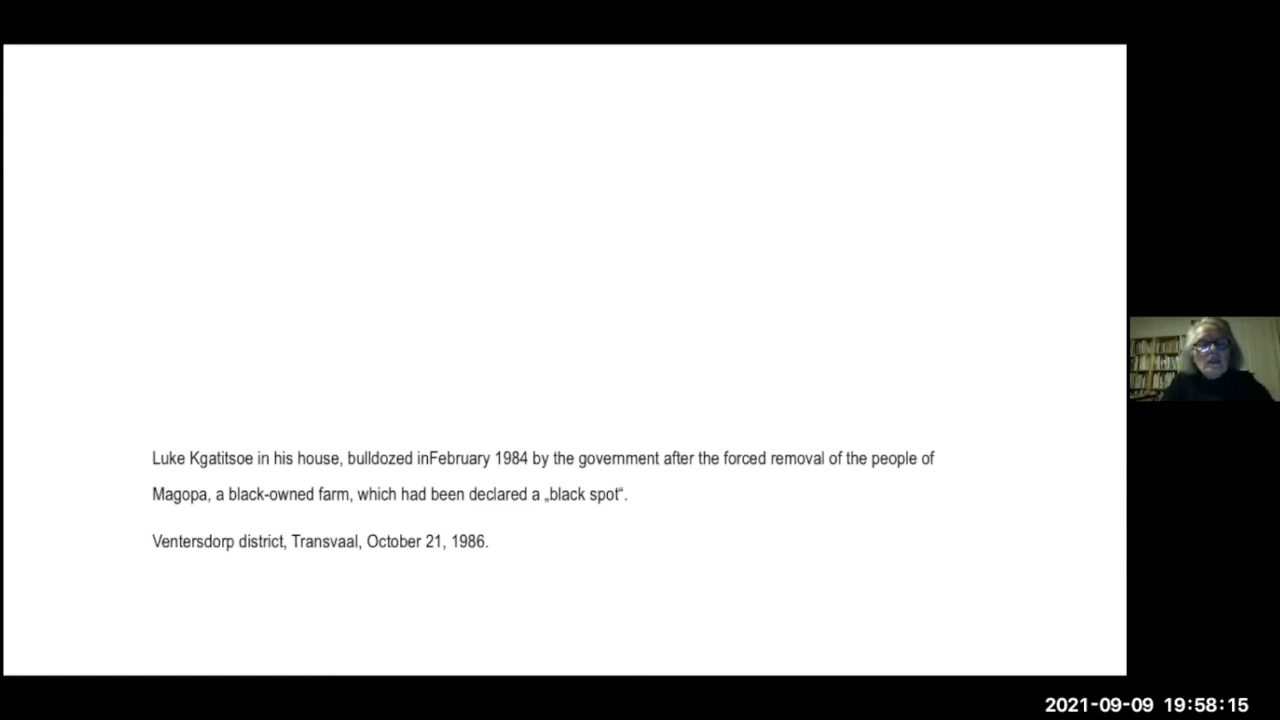 Luke Kgatitsoe in his house, bulldozed inFebruary 1984 by the government after the forced removal of the people of
Magopa, a black-owned farm, which had been declared a „black spot“.
Ventersdorp district, Transvaal, October 21, 1986.
2021-09-09 19:58:15